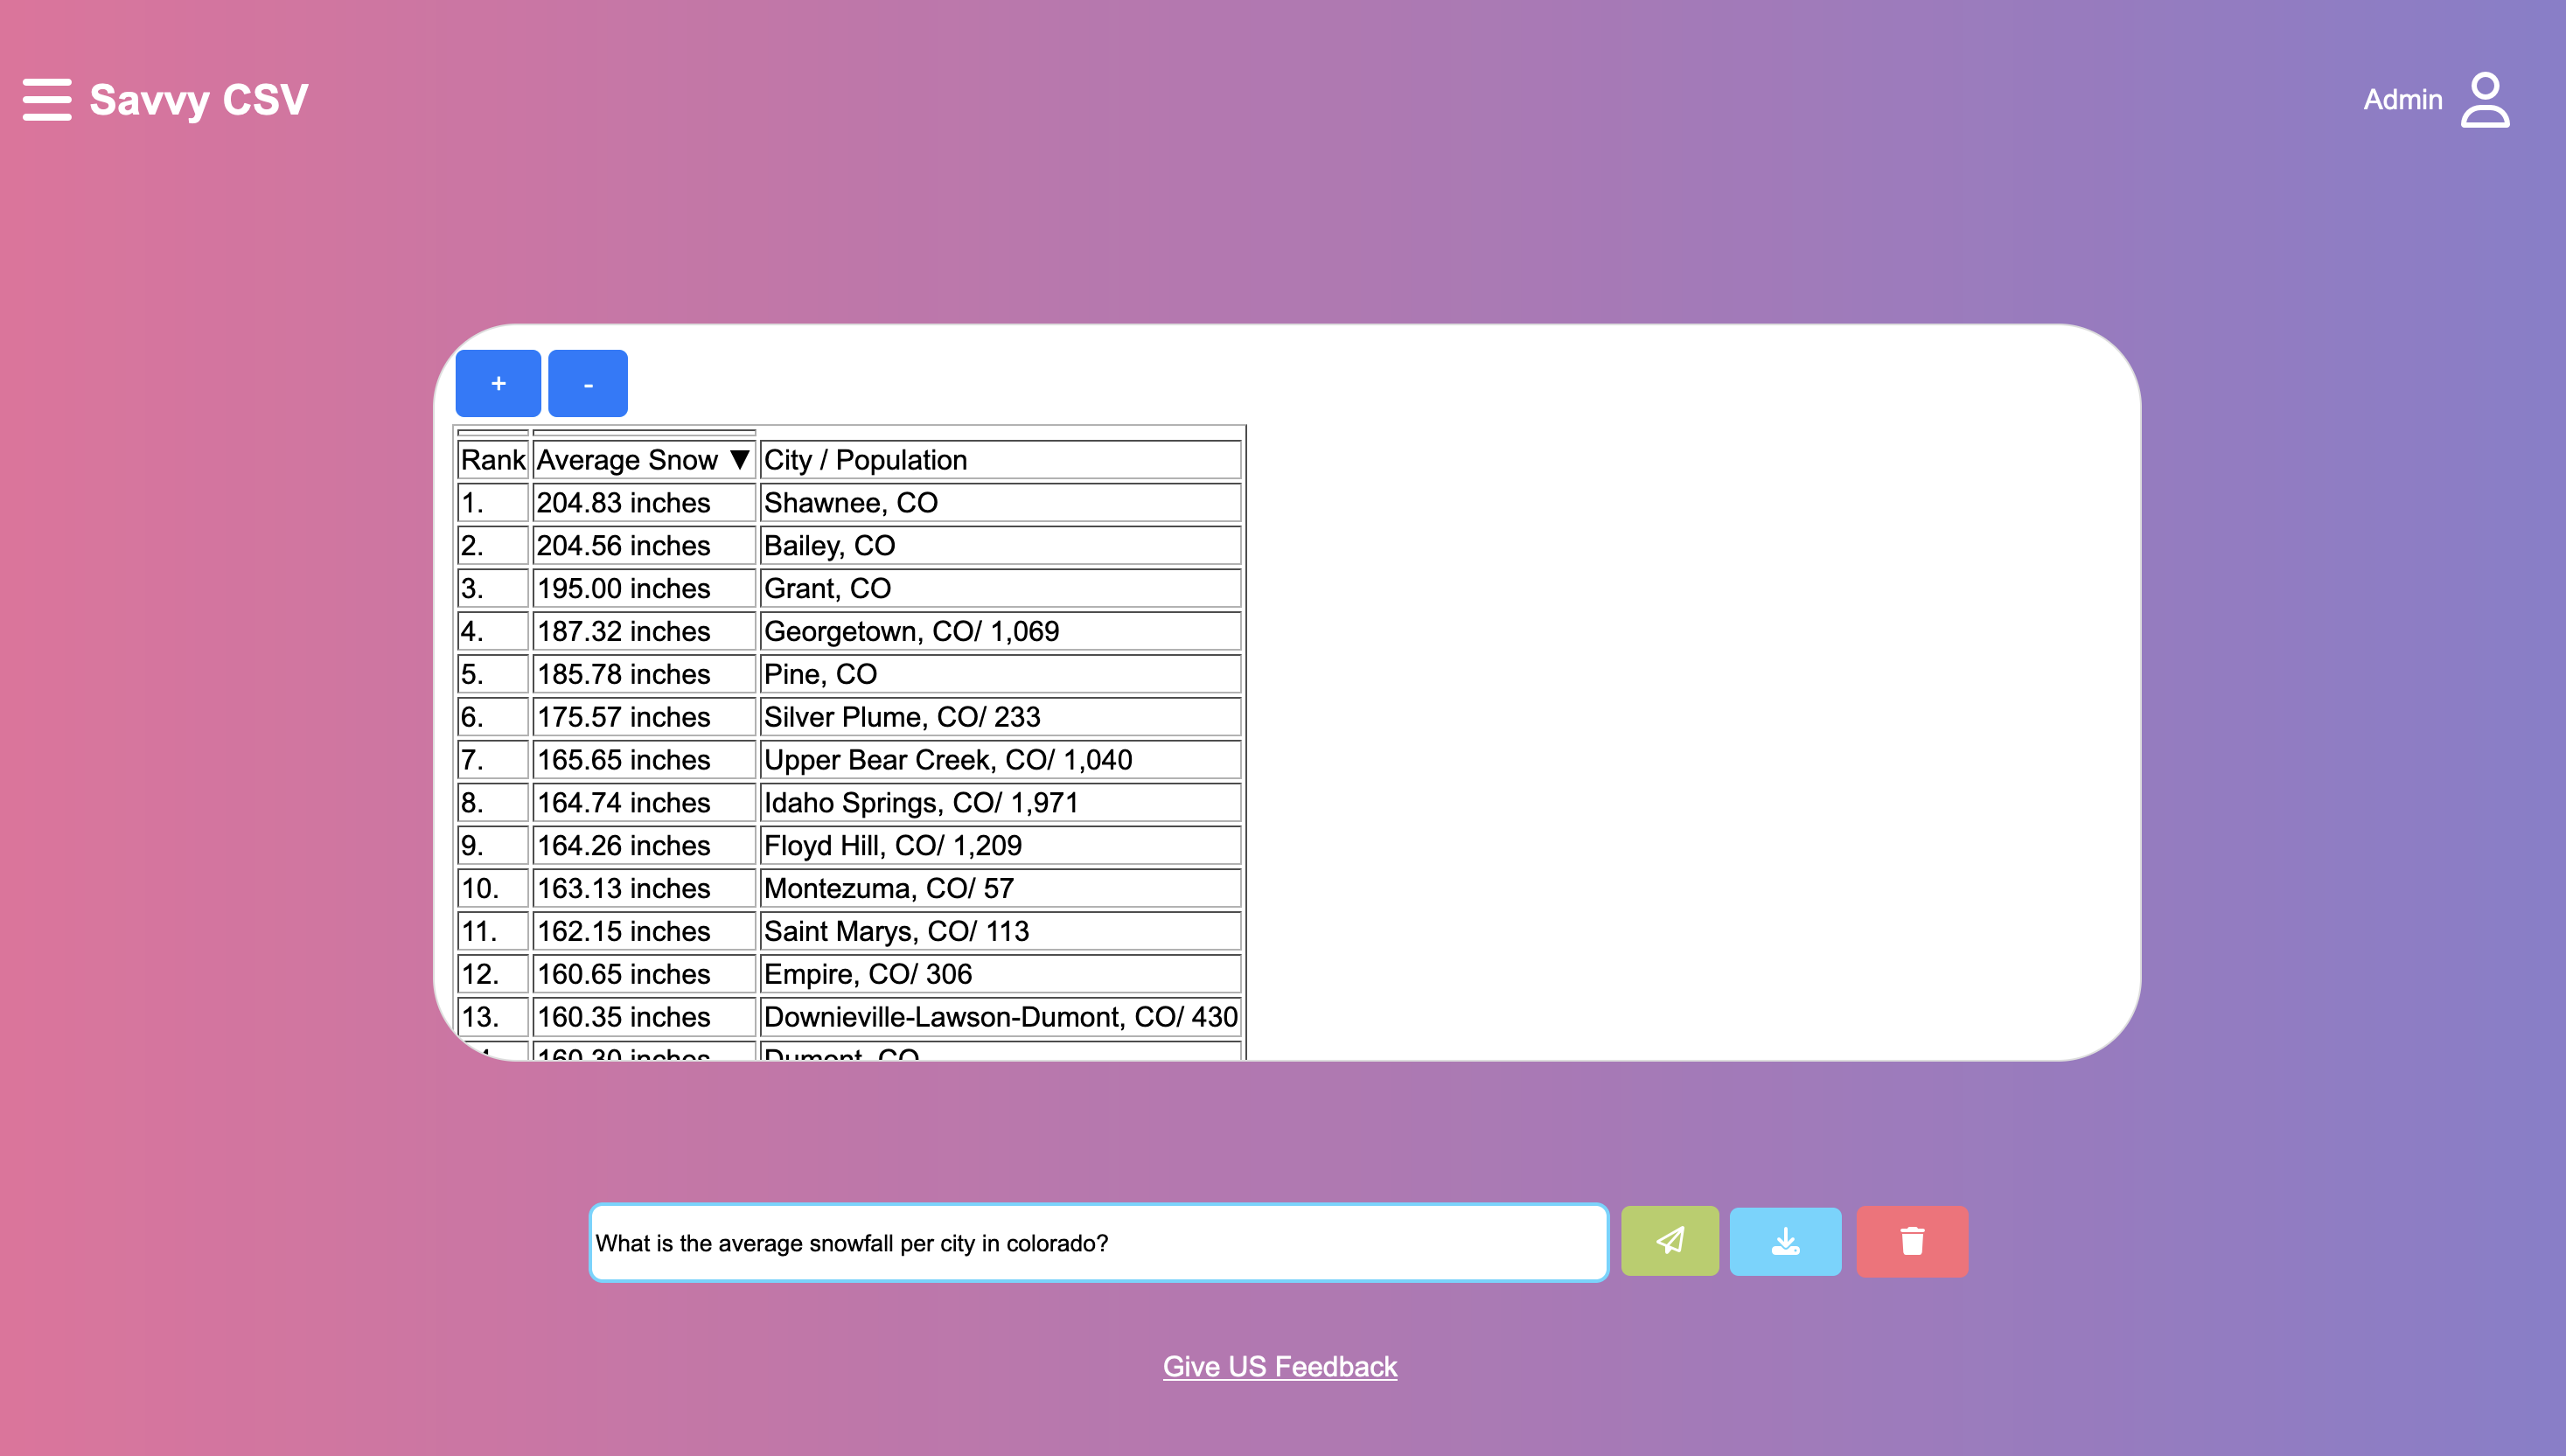 Savvy CSV
Admin
+ -
Rank Average Snow ▼ City / Population
1. 204.83 inches Shawnee, CO
2. 204.56 inches Bailey, CO
3. 195.00 inches Grant, CO
4. 187.32 inches Georgetown, CO/ 1,069
5. 185.78 inches Pine, CO
6. 175.57 inches Silver Plume, CO/ 233
7. 165.65 inches Upper Bear Creek, CO/ 1,040
8. 164.74 inches Idaho Springs, CO/ 1,971
9. 164.26 inches Floyd Hill, CO/ 1,209
10. 163.13 inches Montezuma, CO/ 57
11. 162.15 inches Saint Marys, CO/ 113
12. 160.65 inches Empire, CO/ 306
13. 160.35 inches Downieville-Lawson-Dumont, CO/ 430
160.30 inches Dumont, CO
What is the average snowfall per city in colorado?
Give US Feedback